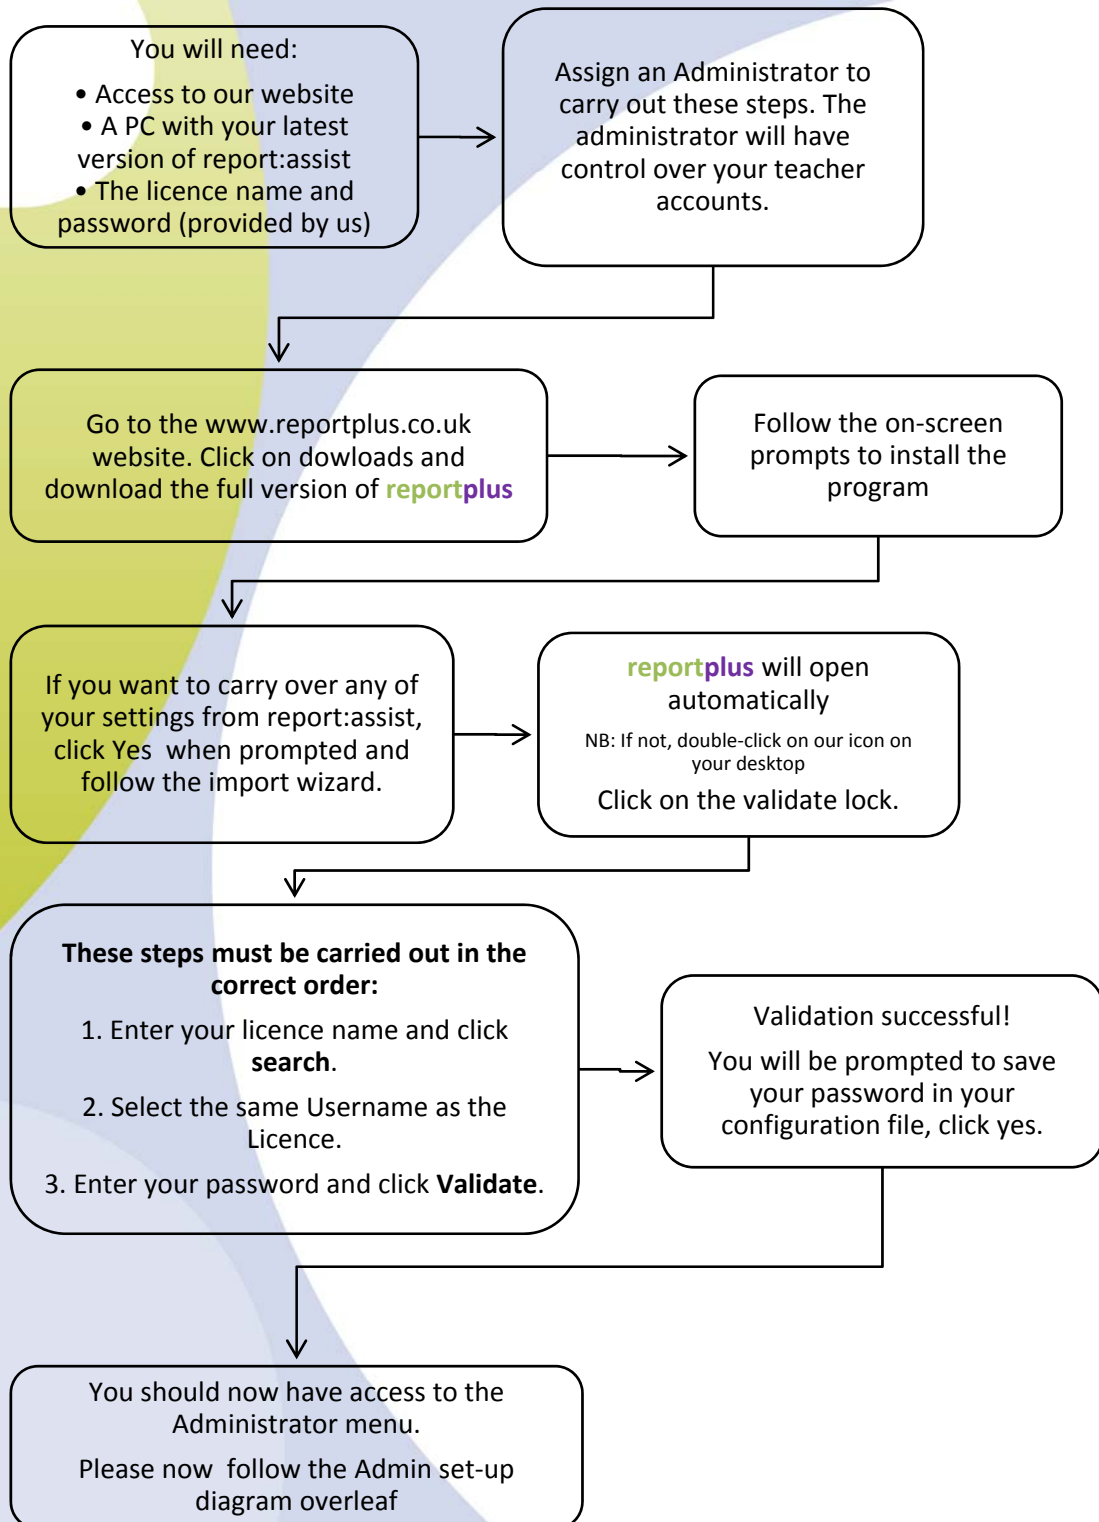 You will need:
• Access to our website
• A PC with your latest
version of report:assist
• The licence name and
password (provided by us)
Assign an Administrator to
carry out these steps. The
administrator will have
control over your teacher
accounts.
Go to the www.reportplus.co.uk
website. Click on dowloads and
download the full version of reportplus
Follow the on-screen
prompts to install the
program
If you want to carry over any of
your settings from report:assist,
click Yes  when prompted and
follow the import wizard.
reportplus will open
automatically
NB: If not, double-click on our icon on
your desktop
Click on the validate lock.
These steps must be carried out in the
correct order:
1. Enter your licence name and click
search.
2. Select the same Username as the
Licence.
3. Enter your password and click Validate.
Validation successful!
You will be prompted to save
your password in your
configuration file, click yes.
You should now have access to the
Administrator menu.
Please now  follow the Admin set-up
diagram overleaf